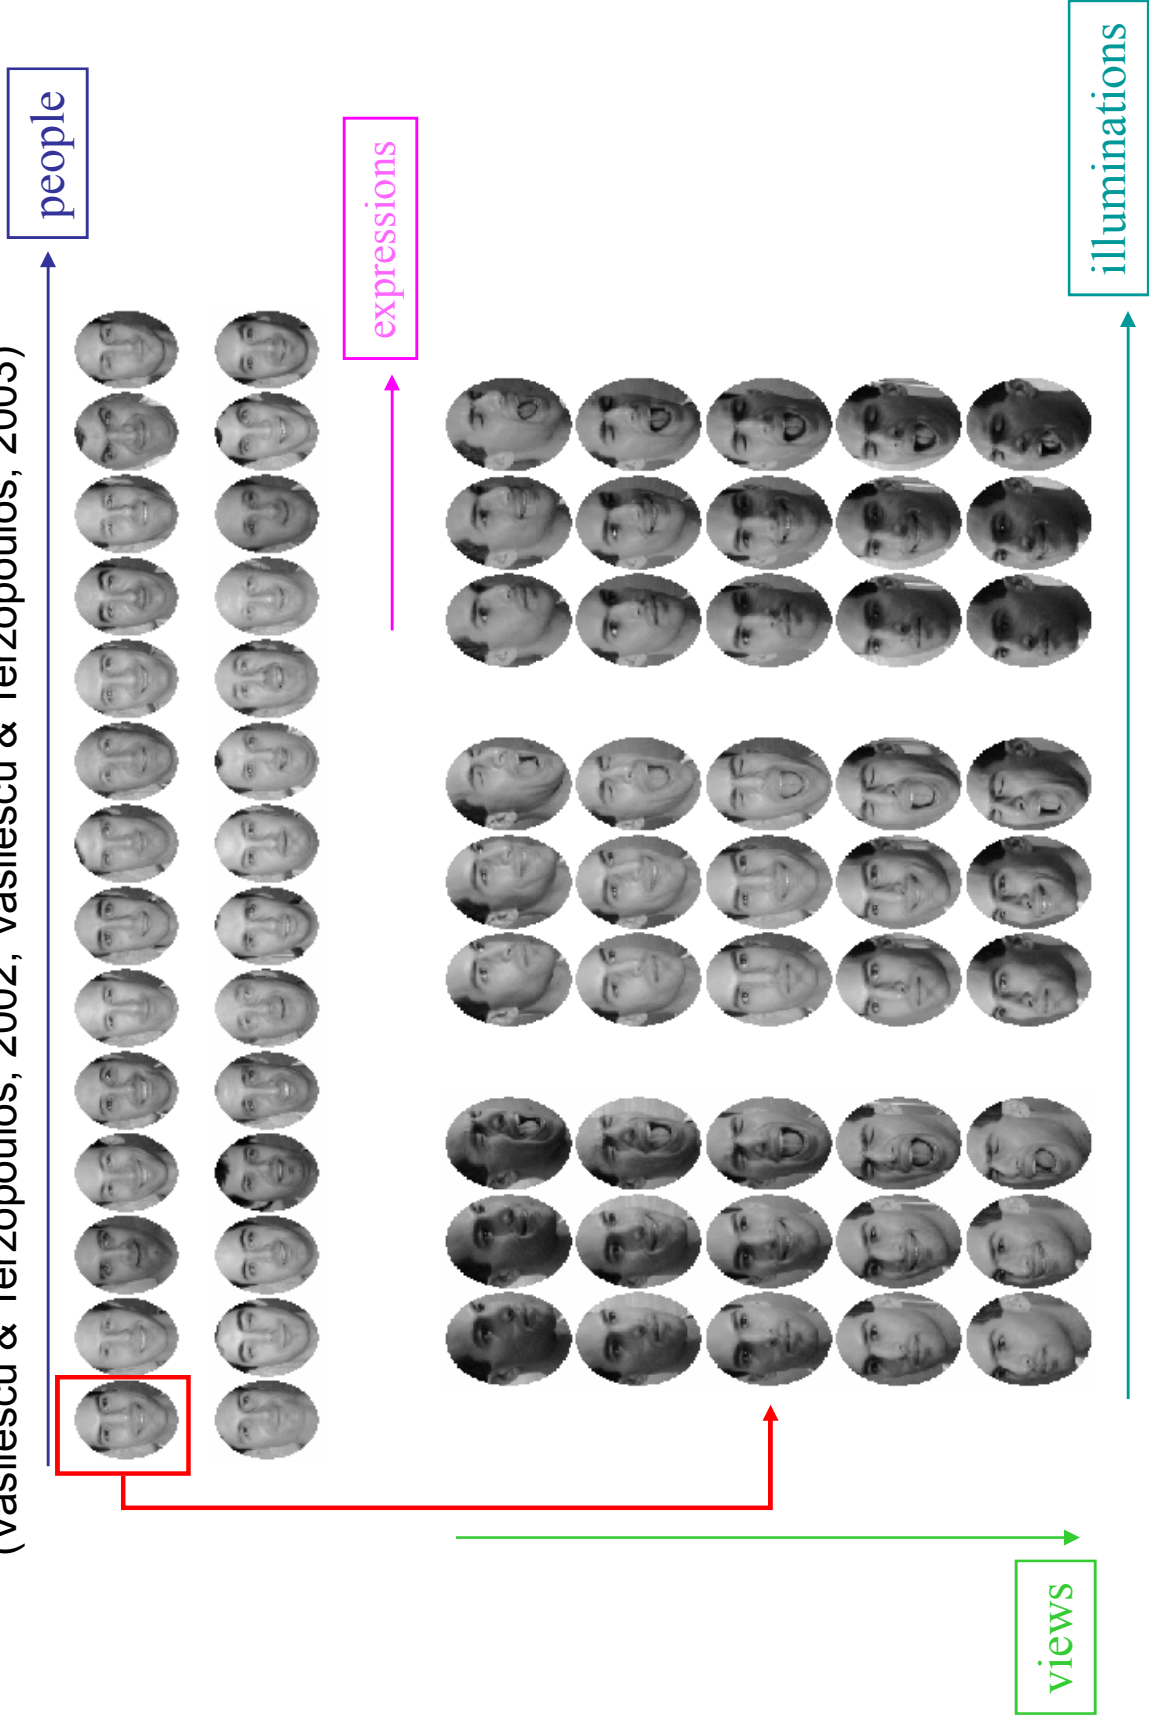 (Vasilescu & Terzopoulos, 2002, Vasilescu & Terzopoulos, 2003)
people
expressions
views
illuminations